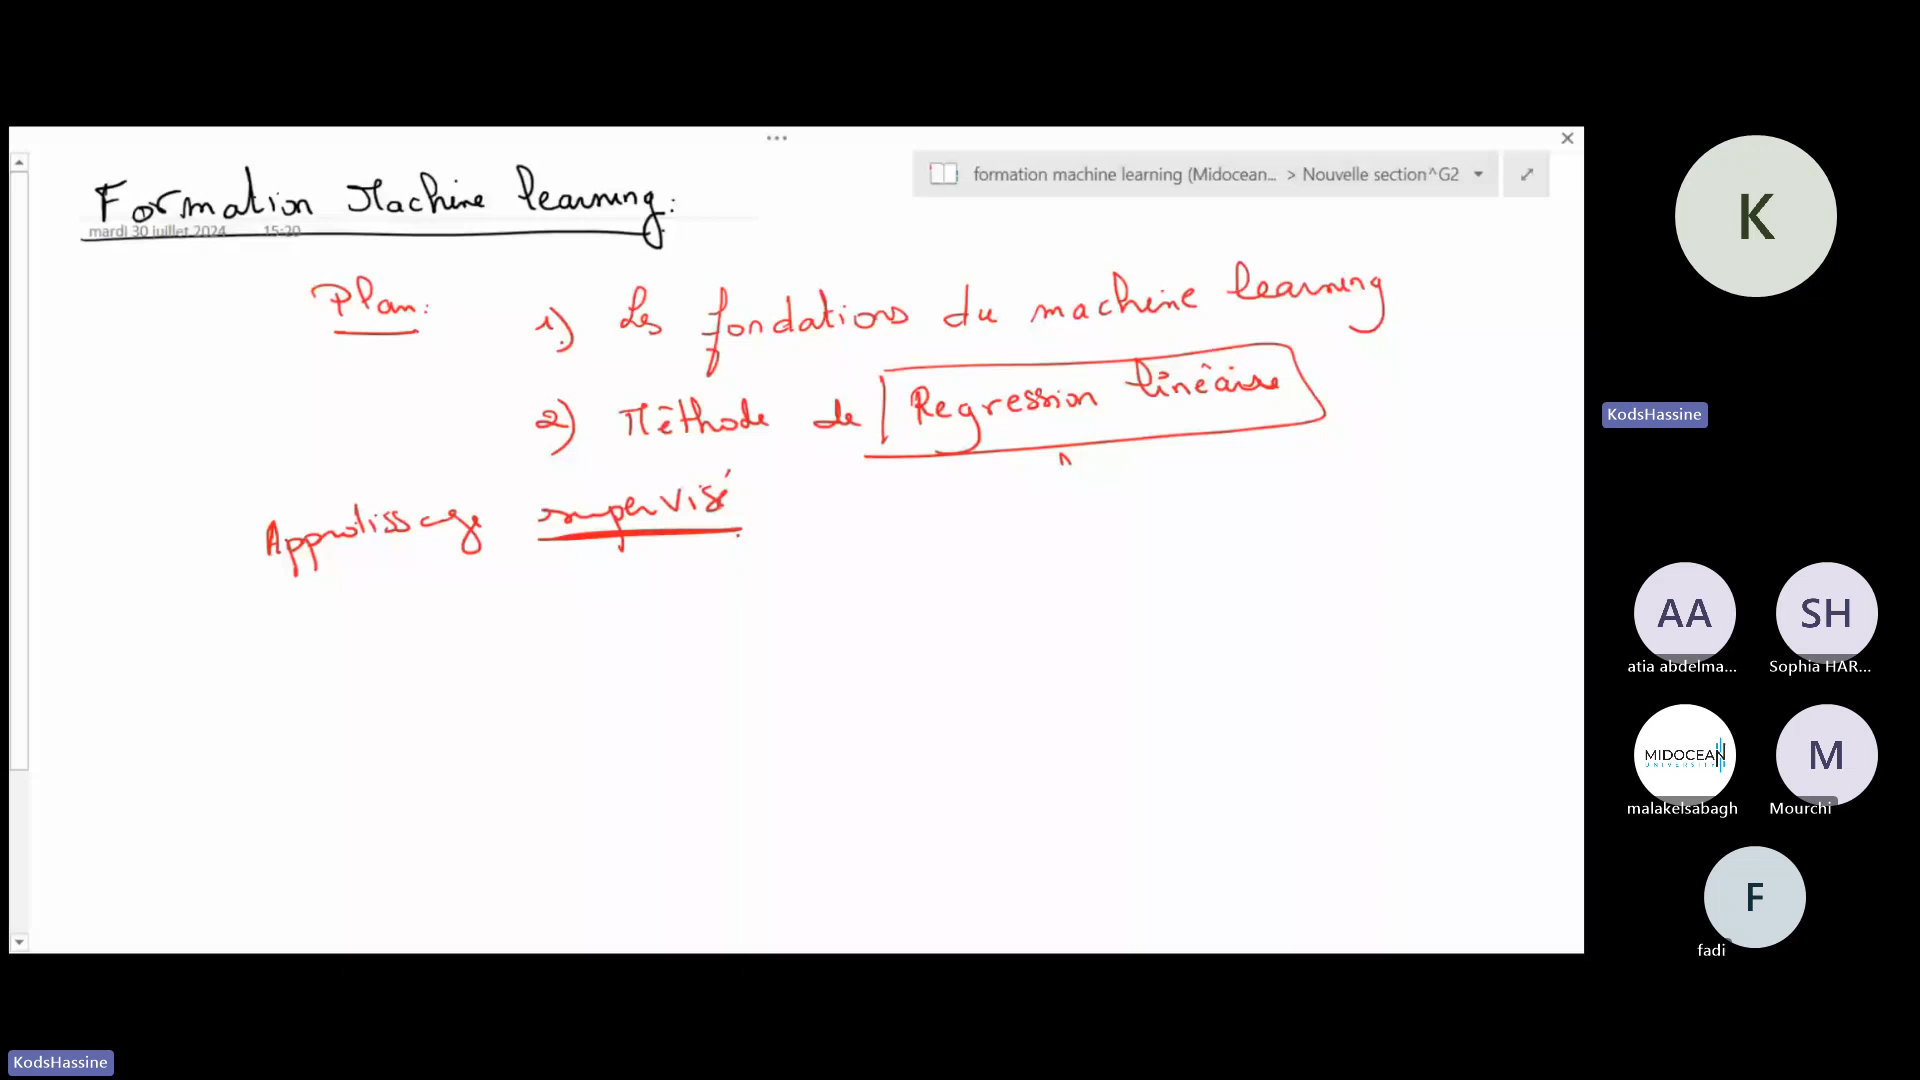 Formation Machine learning:
mardi 30 juillet 2024 15:20
formation machine learning (Midocean... > Nouvelle section^G2
Plan:
1) Les fondations du machine learning
2) Méthode de Regression linéaire
Apprentissage supervisé
K
KodsHassine
AA
SH
atia abdelma...
Sophia HAR...
MIDOCEAN
UNIVERSITY
M
malakelsabagh
Mourchi
F
fadi
KodsHassine